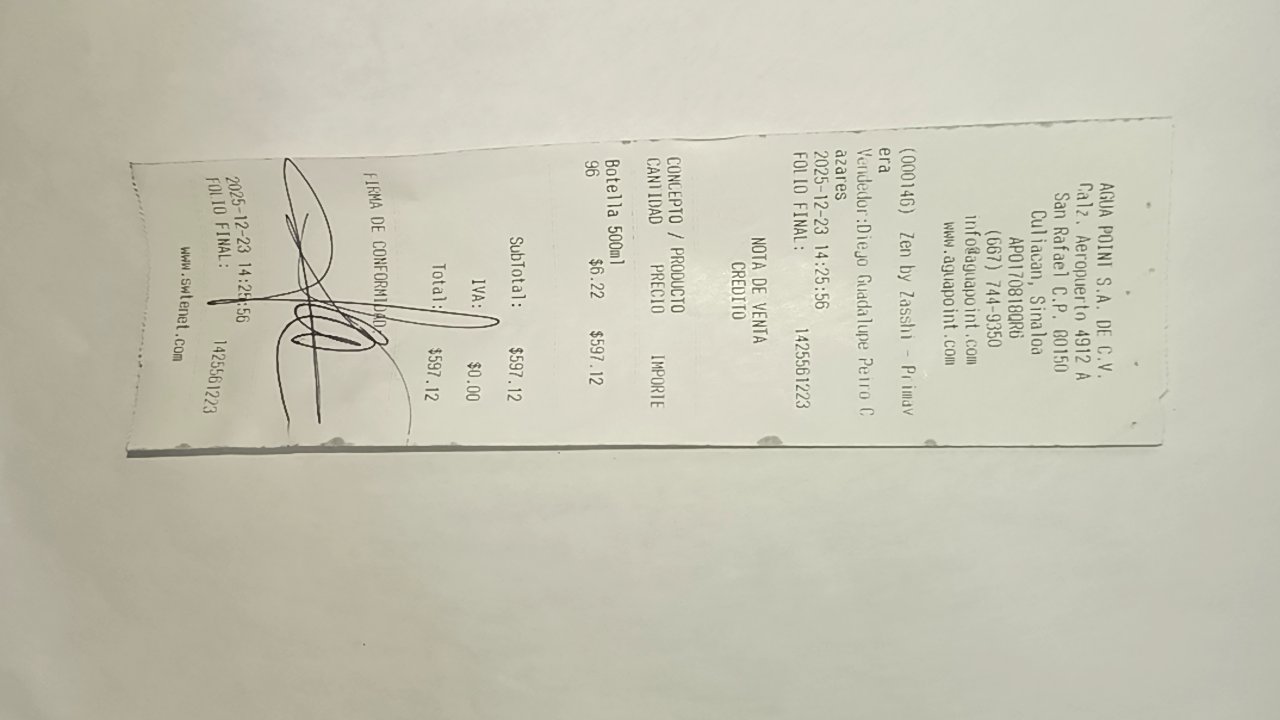 AGUA POINT S.A. DE C.V.
Calz. Aeropuerto 4912 A
San Rafael C.P. 80150
Culiacan, Sinaloa
APO170818QR6
(667) 744-9350
info@aguapoint.com
www.aguapoint.com
(000146) Zen by Zasshi - Primav
era
Vendedor:Diego Guadalupe Peiro C
azares
2025-12-23 14:25:56
FOLIO FINAL: 1425561223
NOTA DE VENTA
CREDITO
CONCEPTO / PRODUCTO
CANTIDAD PRECIO IMPORTE
Botella 500ml
96 $6.22 $597.12
SubTotal: $597.12
IVA: $0.00
Total: $597.12
FIRMA DE CONFORMIDAD
2025-12-23 14:25:56
FOLIO FINAL: 1425561223
www.swtenet.com